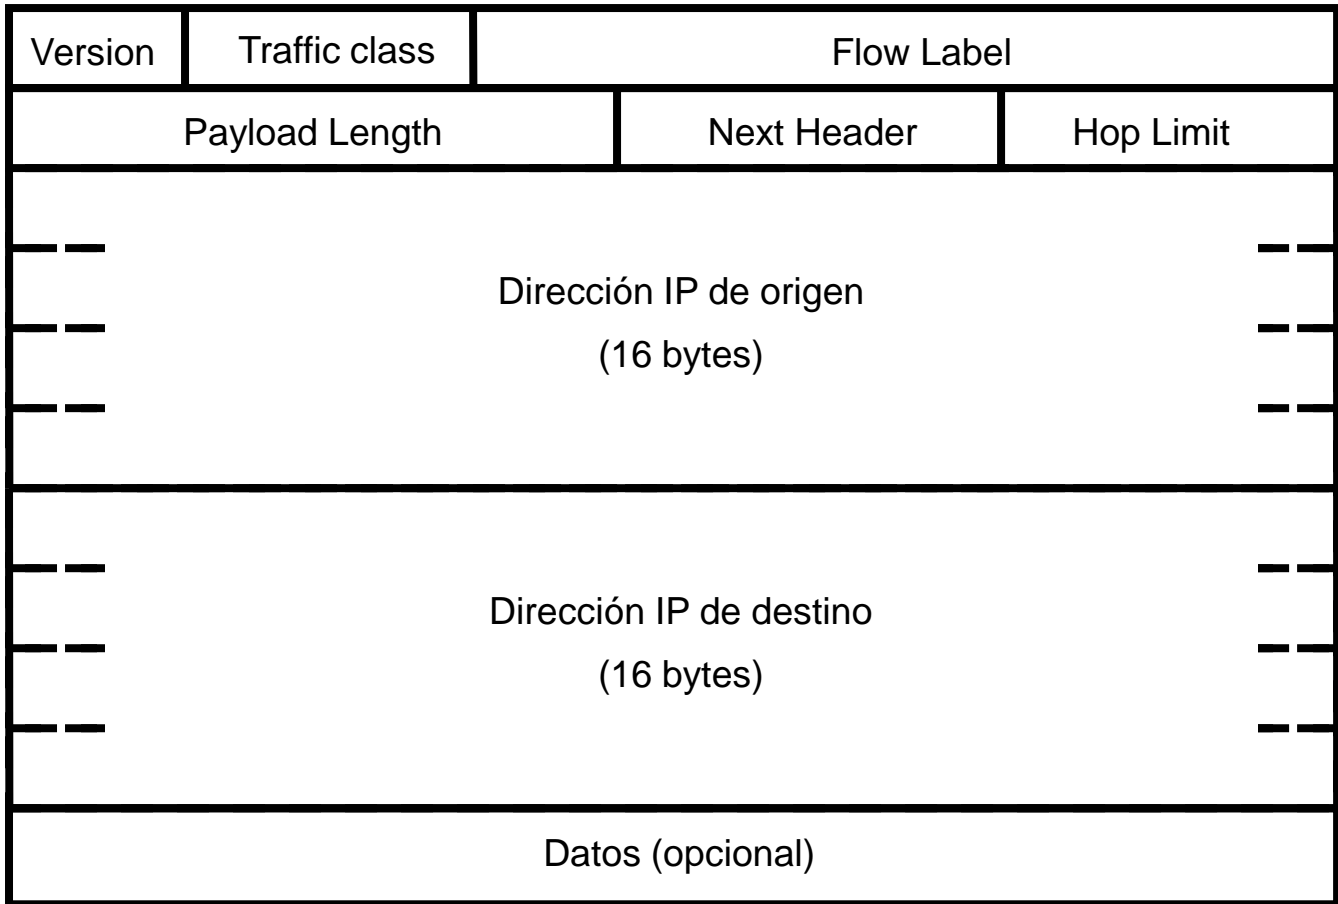 Version Traffic class Flow Label
Payload Length Next Header Hop Limit
Dirección IP de origen
(16 bytes)
Dirección IP de destino
(16 bytes)
Datos (opcional)